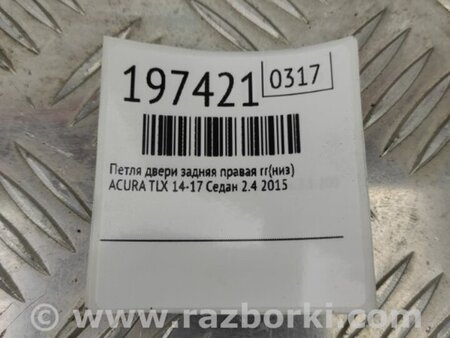 197421 0317
Петля двери задняя правая rr(низ)
ACURA TLX 14-17 Седан 2.4 2015
© www.razborki.com